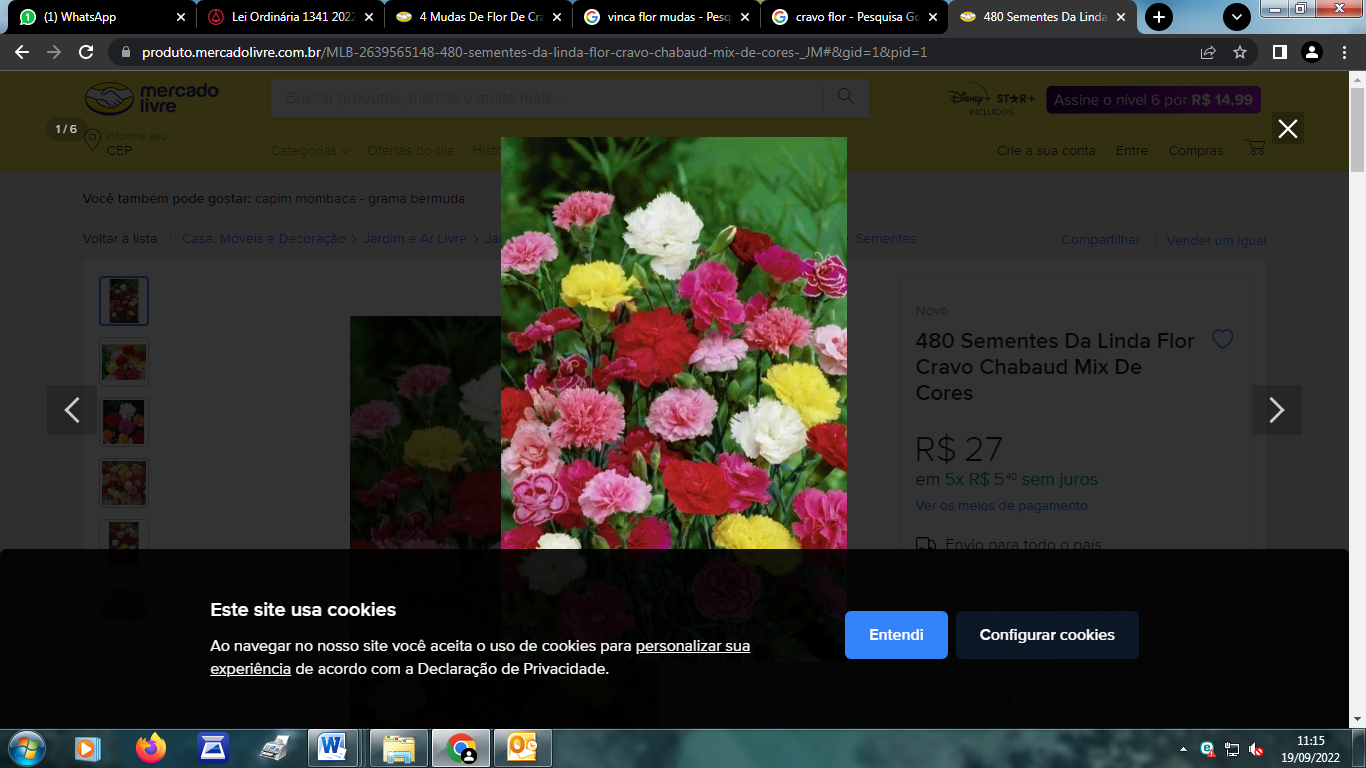 (1) WhatsApp
Lei Ordinária 1341 2022
4 Mudas De Flor De Cra
vinca flor mudas - Pesq
cravo flor - Pesquisa Go
480 Sementes Da Linda
produto.mercadolivre.com.br/MLB-2639565148-480-sementes-da-linda-flor-cravo-chabaud-mix-de-cores-_JM#&gid=1&pid=1
mercado
livre
Buscar produtos, marcas e muito mais...
Disney+ STAR+
INCLUÍDOS
Assine o nível 6 por R$ 14,99
1 / 6
Informe seu
CEP
Categorias
Ofertas do dia
Histó
Crie a sua conta
Entre
Compras
Você também pode gostar: capim mombaca - grama bermuda
Voltar à lista
Casa, Móveis e Decoração
Jardim e Ar Livre
Jar
Sementes
Compartilhar
Vender um igual
Novo
480 Sementes Da Linda Flor
Cravo Chabaud Mix De
Cores
R$ 27
em 5x R$ 5⁴⁰ sem juros
Ver os meios de pagamento
Envio para todo o país
Este site usa cookies
Ao navegar no nosso site você aceita o uso de cookies para personalizar sua
experiência de acordo com a Declaração de Privacidade.
Entendi
Configurar cookies
11:15
19/09/2022